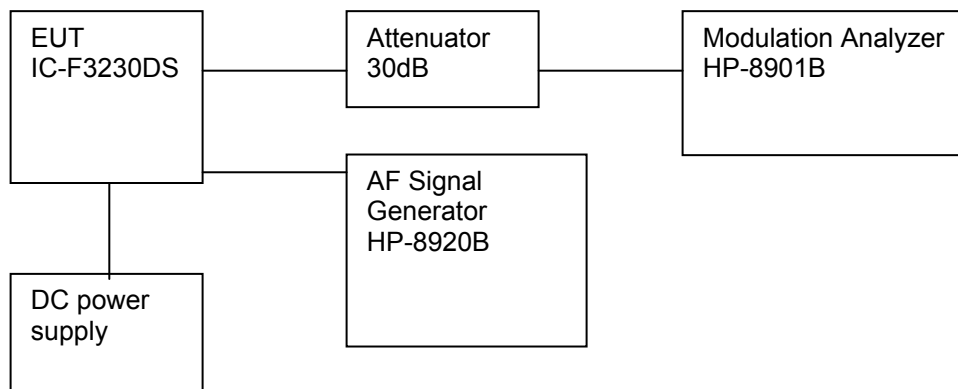 EUT
IC-F3230DS
Attenuator
30dB
Modulation Analyzer
HP-8901B
AF Signal
Generator
HP-8920B
DC power
supply